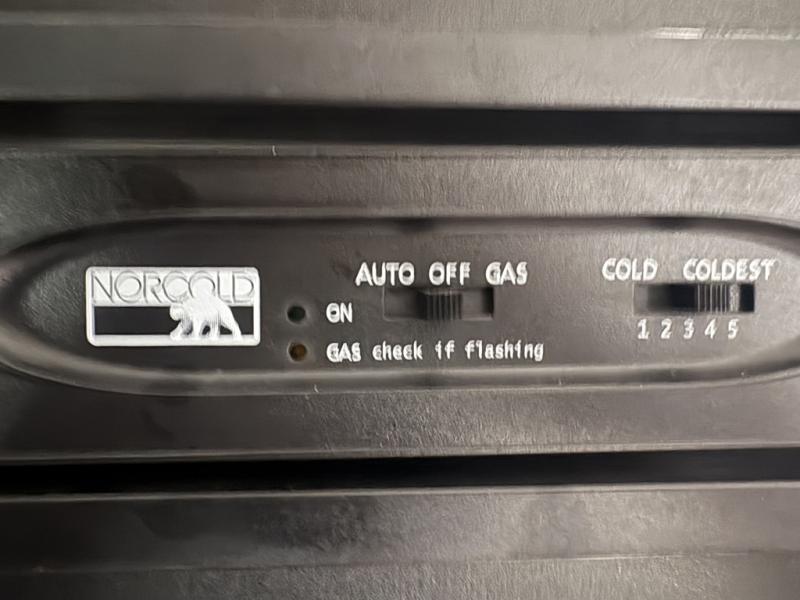 NORCOLD
AUTO OFF GAS
COLD COLDEST
ON
1 2 3 4 5
GAS check if flashing